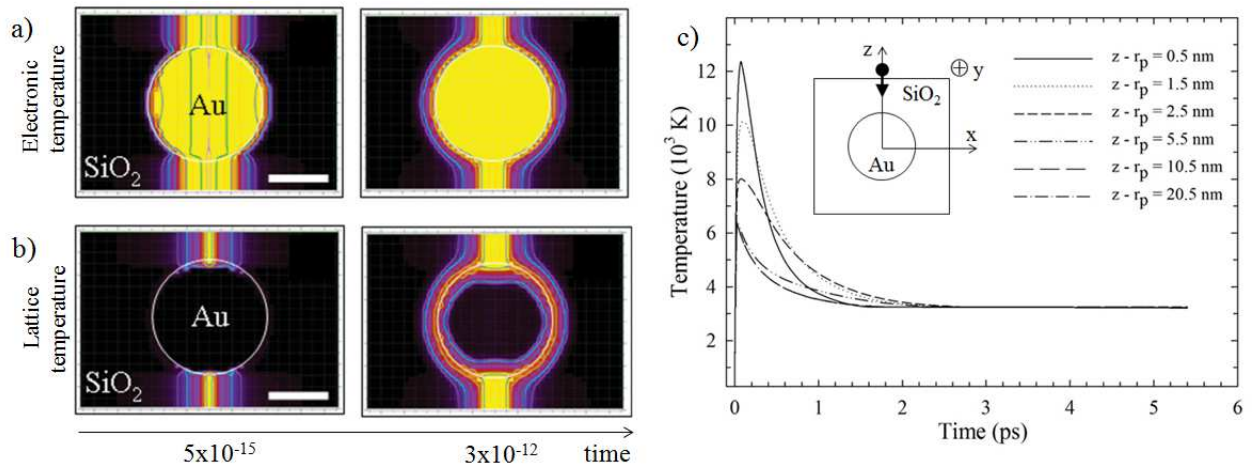 a)
Electronic
temperature
Au
SiO₂
b)
Lattice
temperature
Au
SiO₂
5x10⁻¹⁵
3x10⁻¹²
time
c)
Temperature (10³ K)
12
10
8
6
4
2
0
1
2
3
4
5
6
Time (ps)
z
y
SiO₂
x
Au
z - rₚ = 0.5 nm
z - rₚ = 1.5 nm
z - rₚ = 2.5 nm
z - rₚ = 5.5 nm
z - rₚ = 10.5 nm
z - rₚ = 20.5 nm